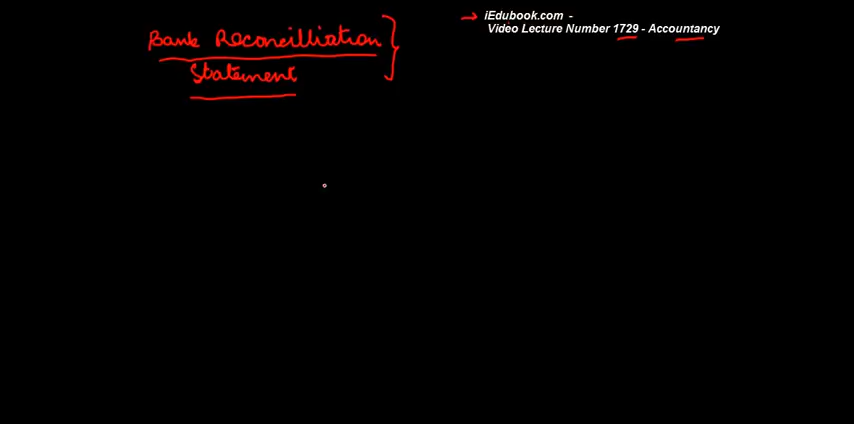 Bank Reconcilliation
Statement
iEdubook.com -
Video Lecture Number 1729 - Accountancy